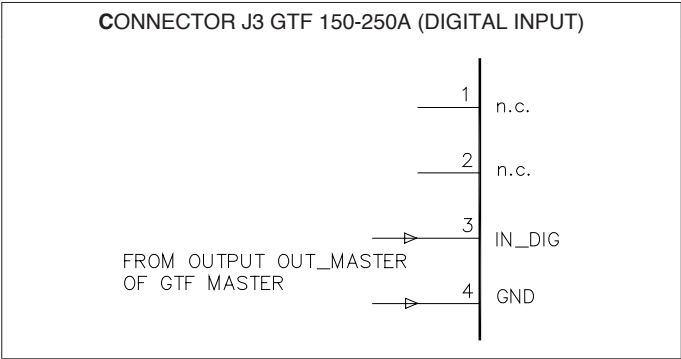 CONNECTOR J3 GTF 150-250A (DIGITAL INPUT)
1 n.c.
2 n.c.
3 IN_DIG
FROM OUTPUT OUT_MASTER
OF GTF MASTER
4 GND